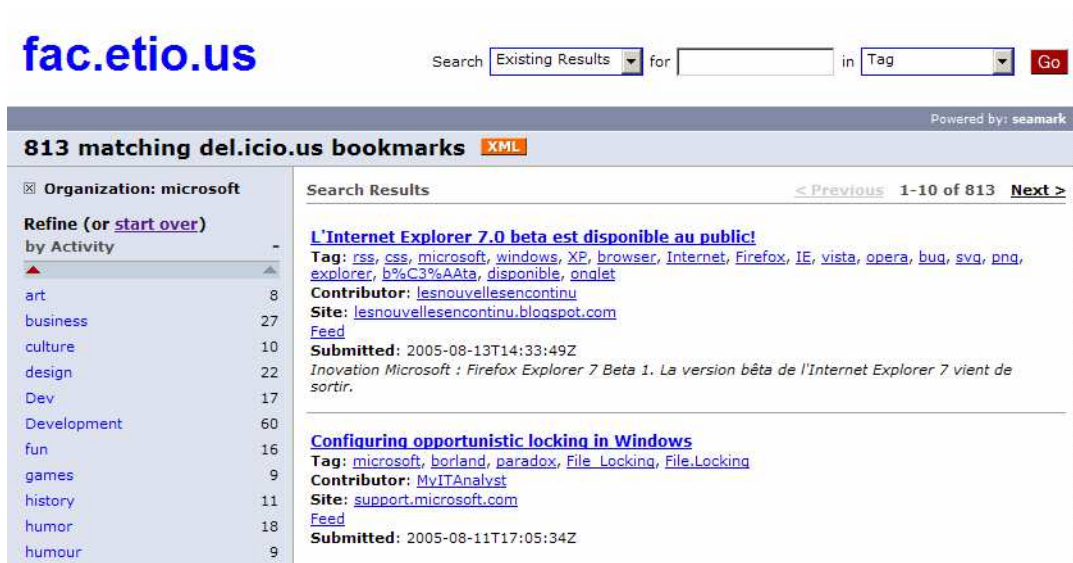 fac.etio.us
Search Existing Results for in Tag Go
Powered by: seamark
813 matching del.icio.us bookmarks XML
Organization: microsoft
Refine (or start over)
by Activity -
art 8
business 27
culture 10
design 22
Dev 17
Development 60
fun 16
games 9
history 11
humor 18
humour 9
Search Results < Previous 1-10 of 813 Next >
L'Internet Explorer 7.0 beta est disponible au public!
Tag: rss, css, microsoft, windows, XP, browser, Internet, Firefox, IE, vista, opera, bug, svg, png,
explorer, b%C3%AAta, disponible, onglet
Contributor: lesnouvellesencontinu
Site: lesnouvellesencontinu.blogspot.com
Feed
Submitted: 2005-08-13T14:33:49Z
Inovation Microsoft : Firefox Explorer 7 Beta 1. La version bêta de l'Internet Explorer 7 vient de
sortir.
Configuring opportunistic locking in Windows
Tag: microsoft, borland, paradox, File_Locking, File.Locking
Contributor: MyITAnalyst
Site: support.microsoft.com
Feed
Submitted: 2005-08-11T17:05:34Z